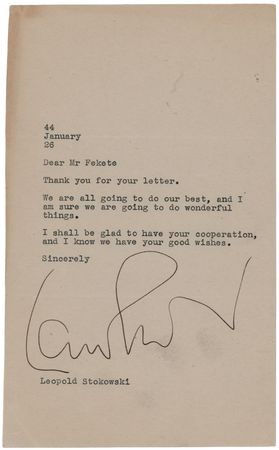 44
January
26
Dear Mr Fekete
Thank you for your letter.
We are all going to do our best, and I
am sure we are going to do wonderful
things.
I shall be glad to have your cooperation,
and I know we have your good wishes.
Sincerely
Leopold Stokowski